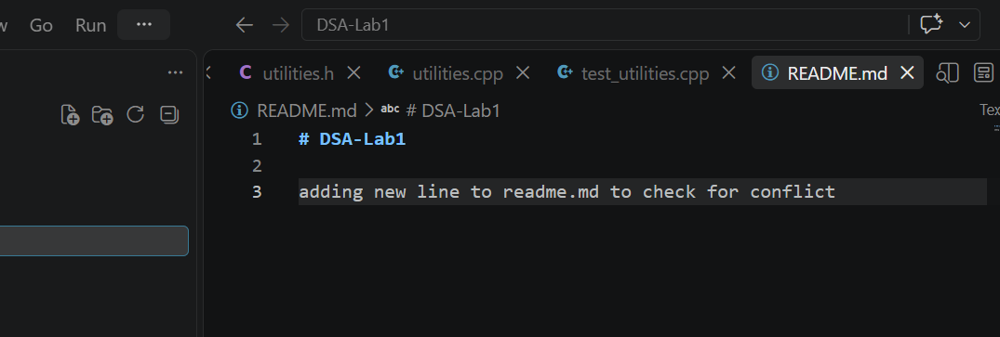 Go Run ···
DSA-Lab1
···
C utilities.h
utilities.cpp
test_utilities.cpp
README.md
README.md > abc # DSA-Lab1
1 # DSA-Lab1
2
3 adding new line to readme.md to check for conflict